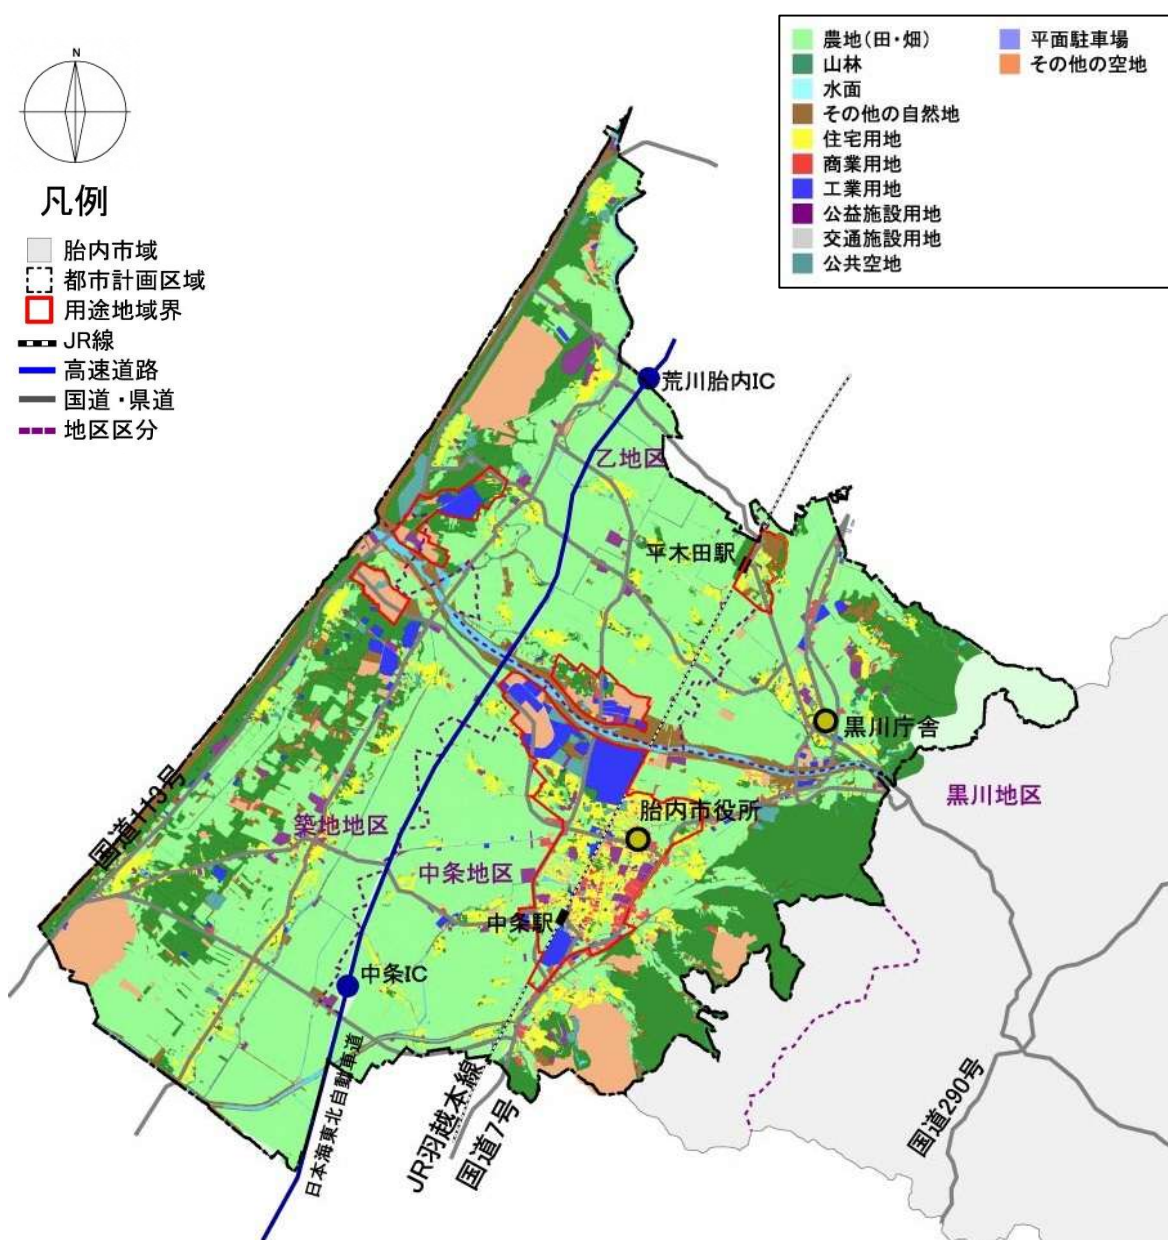 N
凡例
胎内市域
都市計画区域
用途地域界
JR線
高速道路
国道・県道
地区区分
農地(田・畑)
山林
水面
その他の自然地
住宅用地
商業用地
工業用地
公益施設用地
交通施設用地
公共空地
平面駐車場
その他の空地
荒川胎内IC
乙地区
平木田駅
黒川庁舎
黒川地区
胎内市役所
国道113号
築地地区
中条地区
中条駅
中条IC
日本海東北自動車道
JR羽越本線
国道7号
国道290号